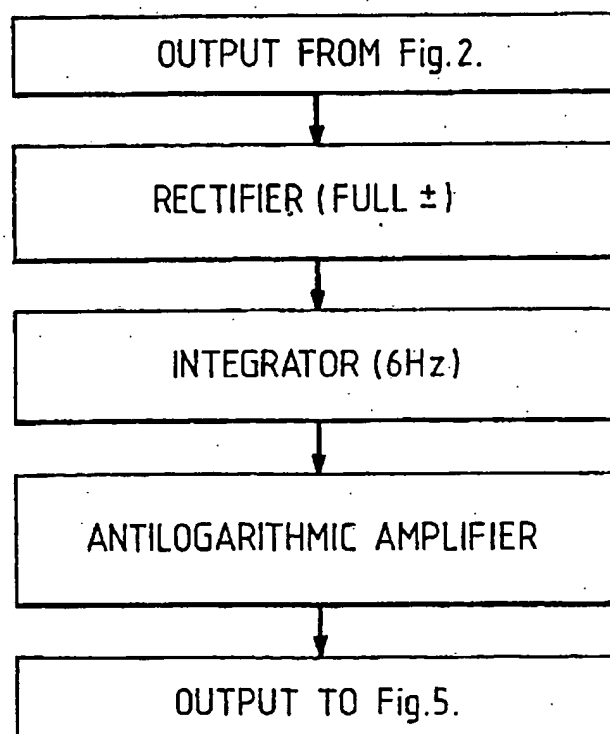 OUTPUT FROM Fig.2.
RECTIFIER (FULL ±)
INTEGRATOR (6Hz)
ANTILOGARITHMIC AMPLIFIER
OUTPUT TO Fig.5.